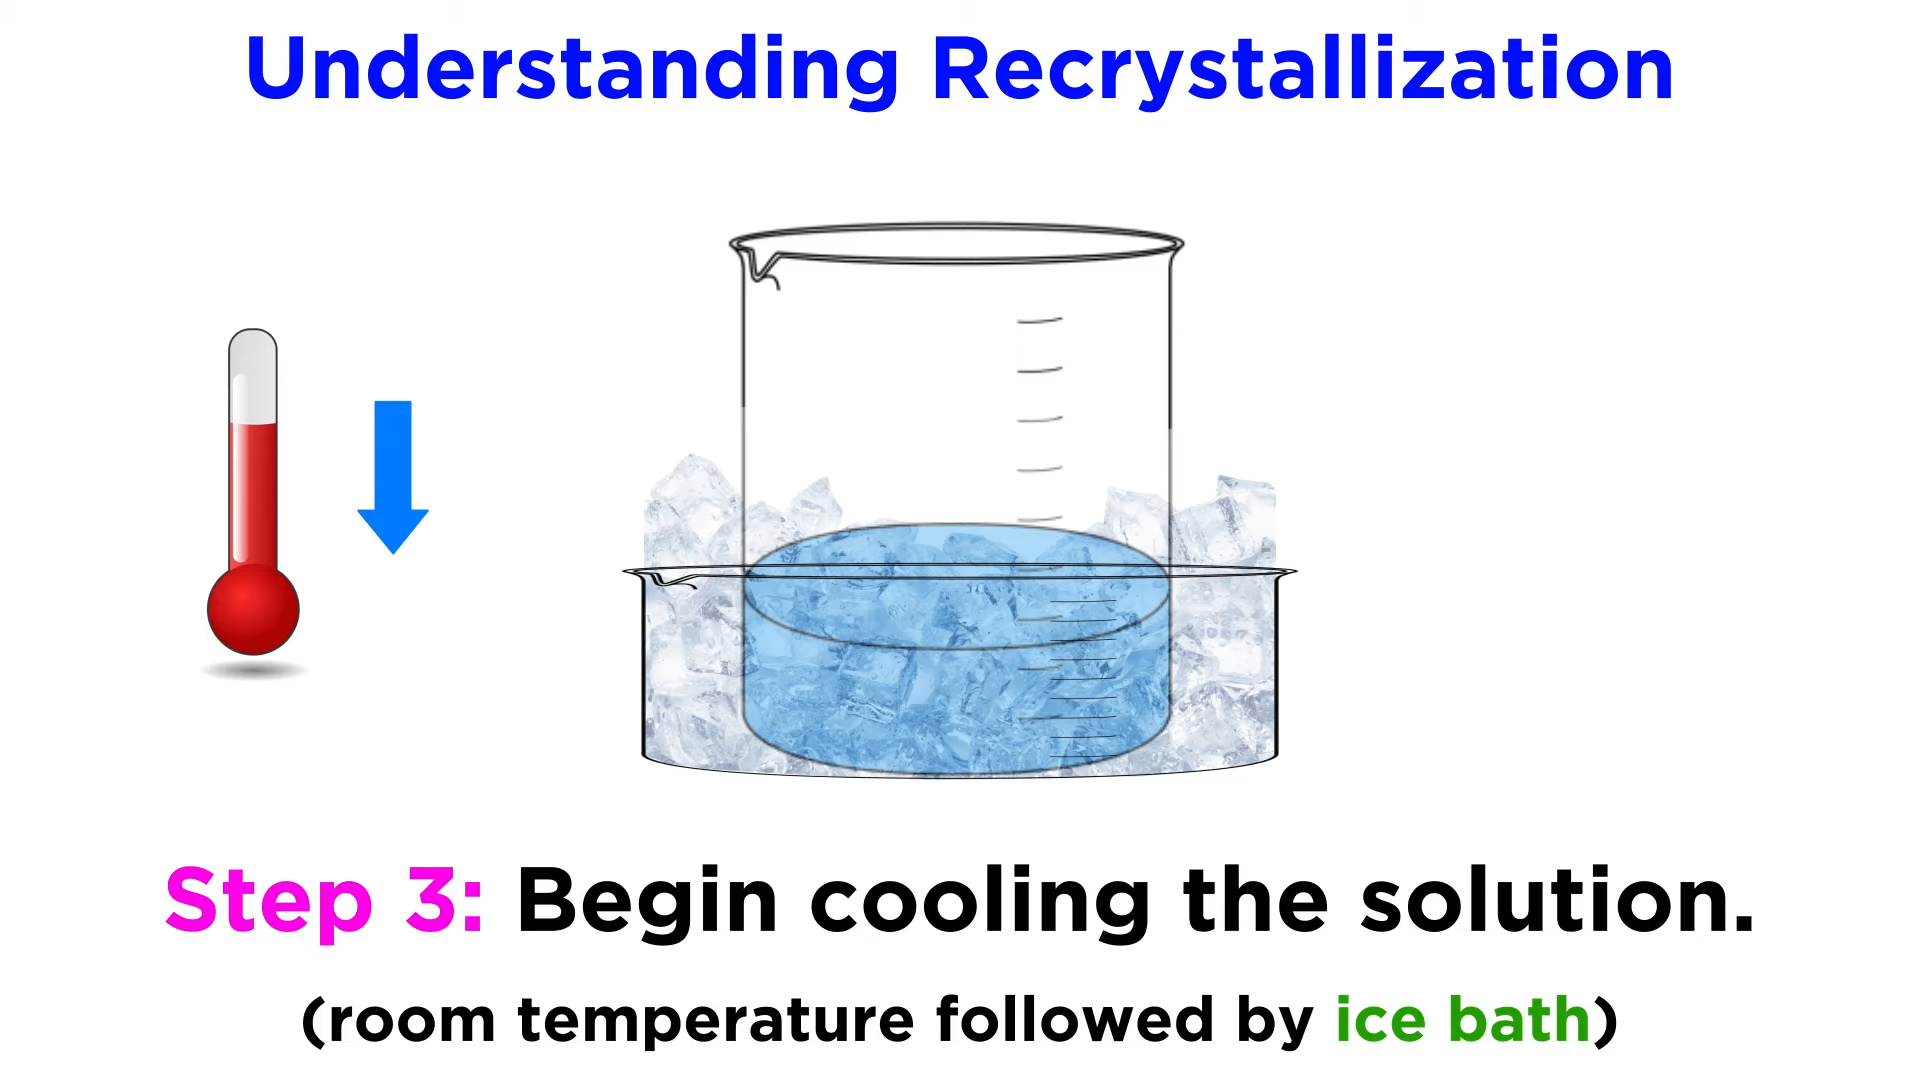 Understanding Recrystallization
Step 3: Begin cooling the solution.
(room temperature followed by ice bath)